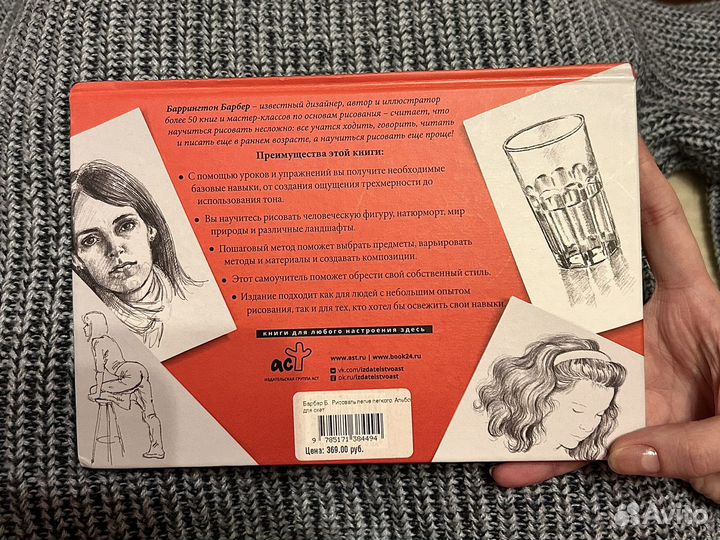 Баррингтон Барбер – известный дизайнер, автор и иллюстратор
более 50 книг и мастер-классов по основам рисования – считает, что
научиться рисовать несложно: все учатся ходить, говорить, читать
и писать еще в раннем возрасте, а научиться рисовать еще проще!
Преимущества этой книги:
• С помощью уроков и упражнений вы получите необходимые
базовые навыки, от создания ощущения трехмерности до
использования тона.
• Вы научитесь рисовать человеческую фигуру, натюрморт, мир
природы и различные ландшафты.
• Пошаговый метод поможет выбрать предметы, варьировать
методы и материалы и создавать композиции.
• Этот самоучитель поможет обрести свой собственный стиль.
• Издание подходит как для людей с небольшим опытом
рисования, так и для тех, кто хотел бы освежить свои навыки.
книги для любого настроения здесь
аст
ИЗДАТЕЛЬСКАЯ ГРУППА АСТ
www.ast.ru | www.book24.ru
vk.com/izdatelstvoast
ok.ru/izdatelstvoast
Барбер Б. Рисовать легче легкого. Альбо
для скет
9 785171 384494
Цена: 369.00 руб.
Avito